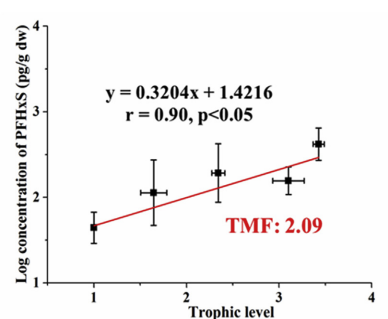 Log concentration of PFHxS (pg/g dw)
4
3
2
1
y = 0.3204x + 1.4216
r = 0.90, p<0.05
TMF: 2.09
1
2
3
4
Trophic level